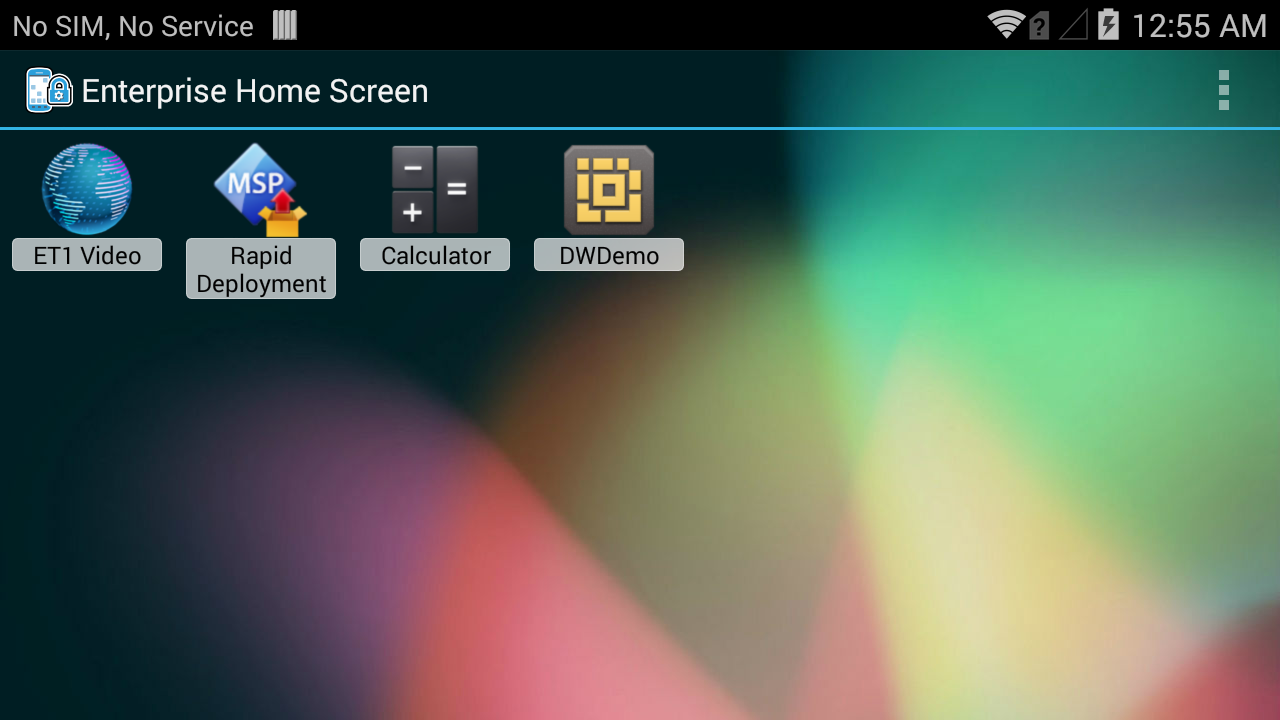 No SIM, No Service
? 12:55 AM
Enterprise Home Screen
MSP
ET1 Video
Rapid
Deployment
Calculator
DWDemo